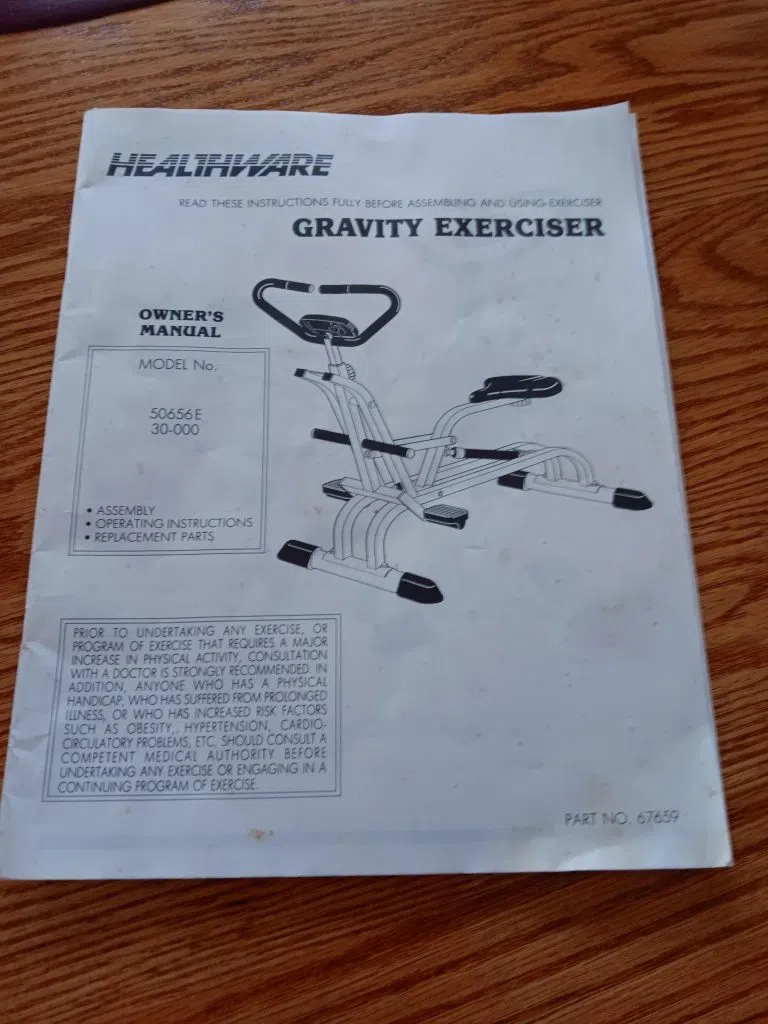 HEALTHWARE
READ THESE INSTRUCTIONS FULLY BEFORE ASSEMBLING AND USING EXERCISER
GRAVITY EXERCISER
OWNER'S
MANUAL
MODEL No.
50656E
30-000
• ASSEMBLY
• OPERATING INSTRUCTIONS
• REPLACEMENT PARTS
PRIOR TO UNDERTAKING ANY EXERCISE, OR
PROGRAM OF EXERCISE THAT REQUIRES A MAJOR
INCREASE IN PHYSICAL ACTIVITY, CONSULTATION
WITH A DOCTOR IS STRONGLY RECOMMENDED. IN
ADDITION, ANYONE WHO HAS A PHYSICAL
HANDICAP, WHO HAS SUFFERED FROM PROLONGED
ILLNESS, OR WHO HAS INCREASED RISK FACTORS
SUCH AS OBESITY, HYPERTENSION, CARDIO-
CIRCULATORY PROBLEMS, ETC, SHOULD CONSULT A
COMPETENT MEDICAL AUTHORITY BEFORE
UNDERTAKING ANY EXERCISE OR ENGAGING IN A
CONTINUING PROGRAM OF EXERCISE.
PART NO. 67659